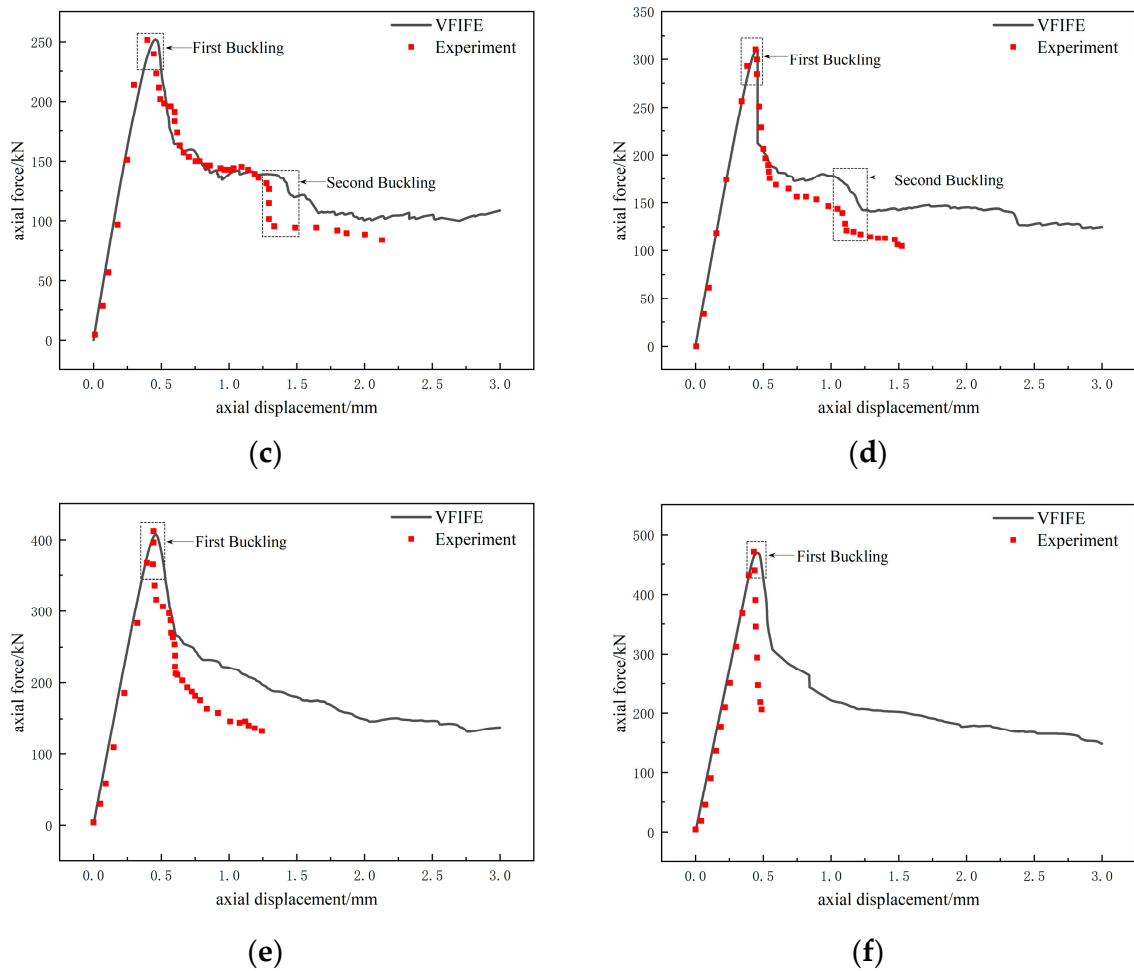 VFIFE
Experiment
First Buckling
Second Buckling
250
200
150
100
50
0
0.0 0.5 1.0 1.5 2.0 2.5 3.0
axial force/kN
axial displacement/mm
(c)
VFIFE
Experiment
First Buckling
Second Buckling
350
300
250
200
150
100
50
0
0.0 0.5 1.0 1.5 2.0 2.5 3.0
axial force/kN
axial displacement/mm
(d)
VFIFE
Experiment
First Buckling
400
300
200
100
0
0.0 0.5 1.0 1.5 2.0 2.5 3.0
axial force/kN
axial displacement/mm
(e)
VFIFE
Experiment
First Buckling
500
400
300
200
100
0
0.0 0.5 1.0 1.5 2.0 2.5 3.0
axial force/kN
axial displacement/mm
(f)